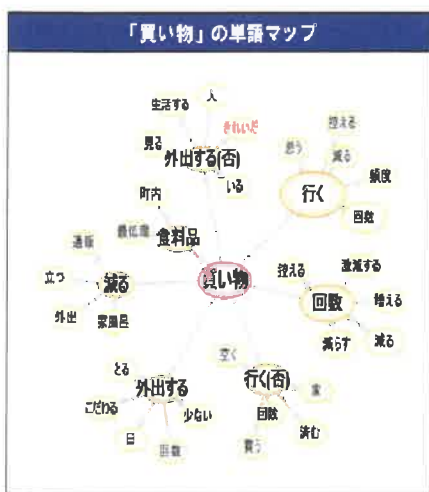 「買い物」の単語マップ
人
生活する
きれいだ
控える
見る
外出する(否)
思う
減る
いる
行く
頻度
町内
回数
最低限
食料品
通販
控える
激減する
立つ
減る
買い物
回数
増える
外出
家風呂
減らす
減る
空く
とる
外出する
行く(否)
家
こだわる
少ない
回数
日
回数
買う
済む